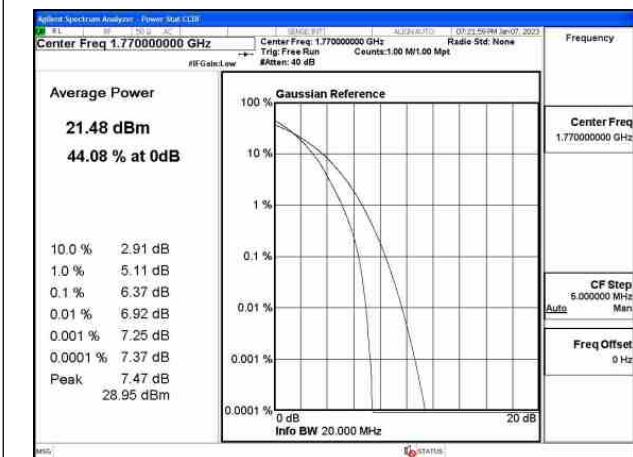 Agilent Spectrum Analyzer - Power Stat CCDF
RL RF 50 Ω AC SENSE:INT ALIGN AUTO 07:21:59 PM Jan 07, 2023
Center Freq 1.770000000 GHz
Center Freq: 1.770000000 GHz Radio Std: None
Trig: Free Run Counts:1.00 M/1.00 Mpt
#IFGain:Low #Atten: 40 dB
Frequency
Average Power
21.48 dBm
44.08 % at 0dB
10.0 % 2.91 dB
1.0 % 5.11 dB
0.1 % 6.37 dB
0.01 % 6.92 dB
0.001 % 7.25 dB
0.0001 % 7.37 dB
Peak 7.47 dB
28.95 dBm
Gaussian Reference
100 %
10 %
1 %
0.1 %
0.01 %
0.001 %
0.0001 %
0 dB 20 dB
Info BW 20.000 MHz
Center Freq
1.770000000 GHz
CF Step
5.000000 MHz
Auto Man
Freq Offset
0 Hz
MSG STATUS